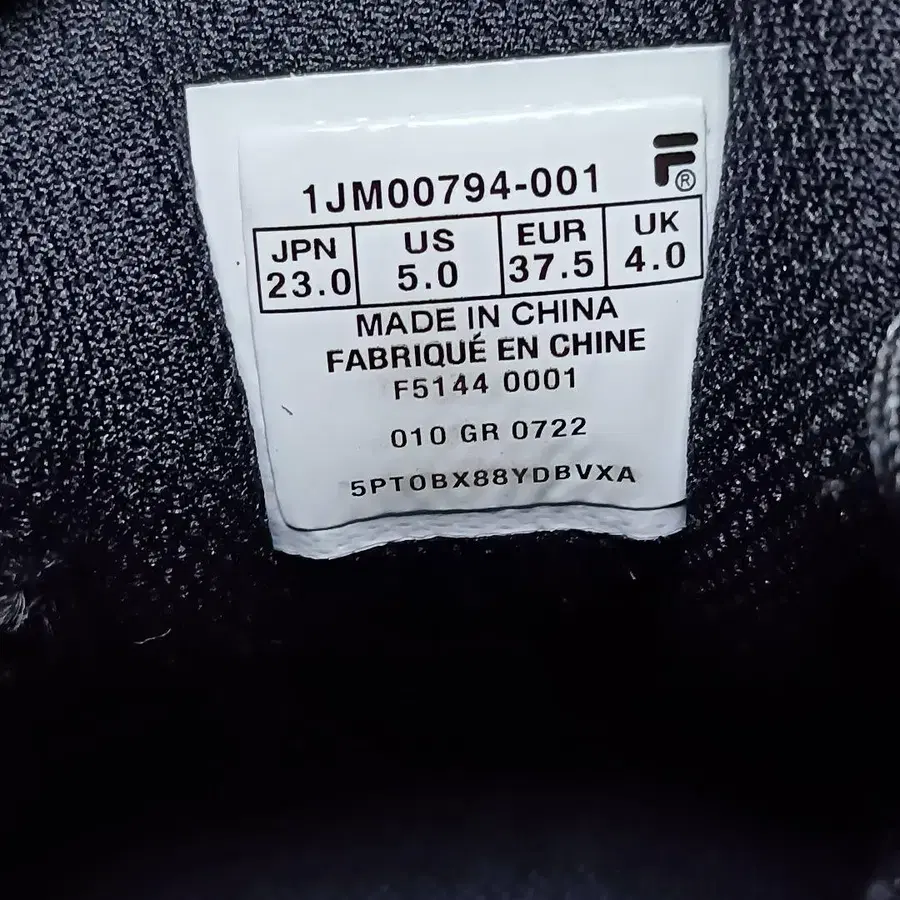 1JM00794-001
JPN US EUR UK
23.0 5.0 37.5 4.0
MADE IN CHINA
FABRIQUÉ EN CHINE
F5144 0001
010 GR 0722
5PTOBX88YDBVXA